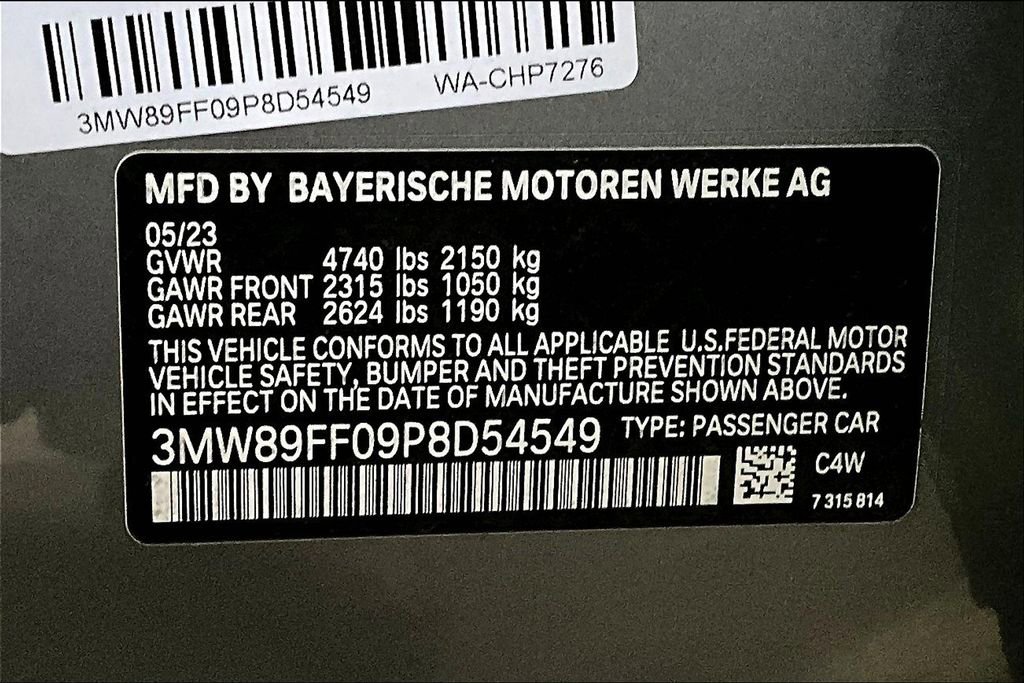 3MW89FF09P8D54549 WA-CHP7276
MFD BY BAYERISCHE MOTOREN WERKE AG
05/23
GVWR 4740 lbs 2150 kg
GAWR FRONT 2315 lbs 1050 kg
GAWR REAR 2624 lbs 1190 kg
THIS VEHICLE CONFORMS TO ALL APPLICABLE U.S.FEDERAL MOTOR
VEHICLE SAFETY, BUMPER AND THEFT PREVENTION STANDARDS
IN EFFECT ON THE DATE OF MANUFACTURE SHOWN ABOVE.
3MW89FF09P8D54549 TYPE: PASSENGER CAR
C4W
7 315 814